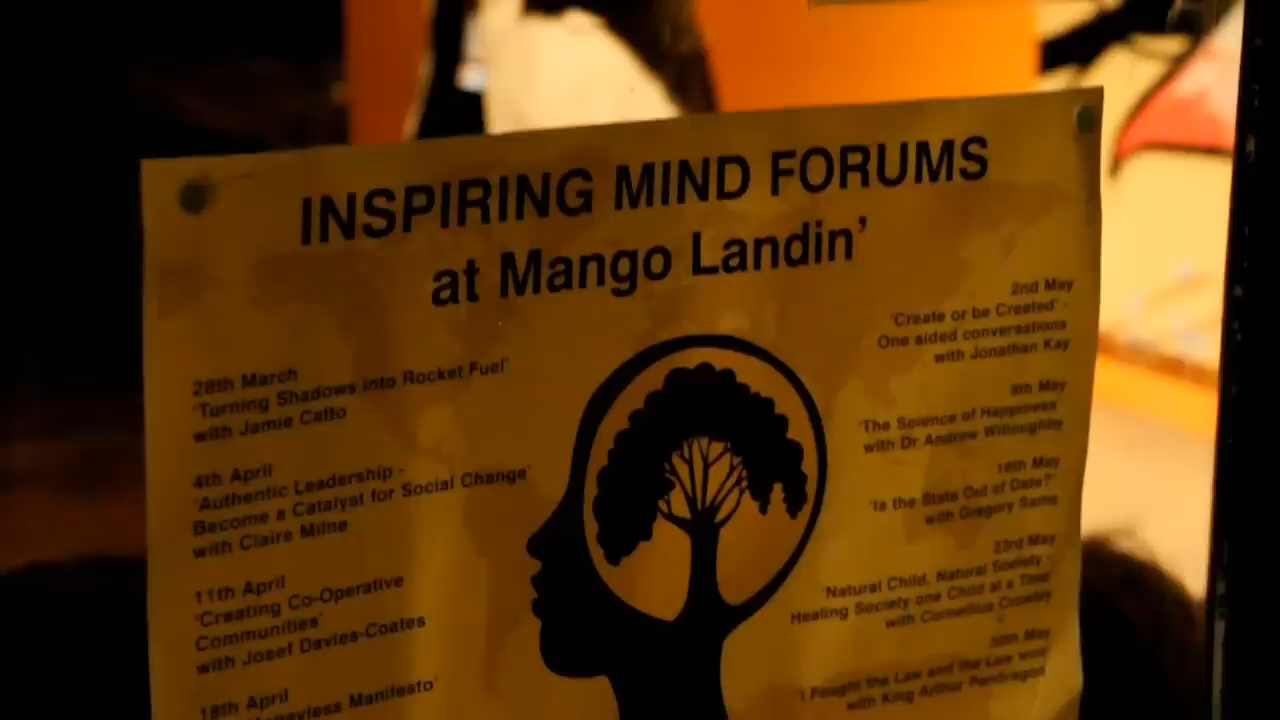 INSPIRING MIND FORUMS
at Mango Landin'
28th March
'Turning Shadows into Rocket Fuel'
with Jamie Catto
4th April
'Authentic Leadership -
Become a Catalyst for Social Change'
with Claire Milne
11th April
'Creating Co-Operative
Communities'
with Josef Davies-Coates
18th April
Moneyless Manifesto'
2nd May
'Create or be Created' -
One sided conversations
with Jonathan Kay
May
'The Science of Happiness'
with Dr Andrew Willoughby
May
'Is the State Out of Date?'
with Gregory Sams
23rd May
'Natural Child, Natural Society -
Healing Society one Child at a Time'
with Cornelius Crowley
30th May
'I Fought the Law and the Law won'
with King Arthur Pendragon